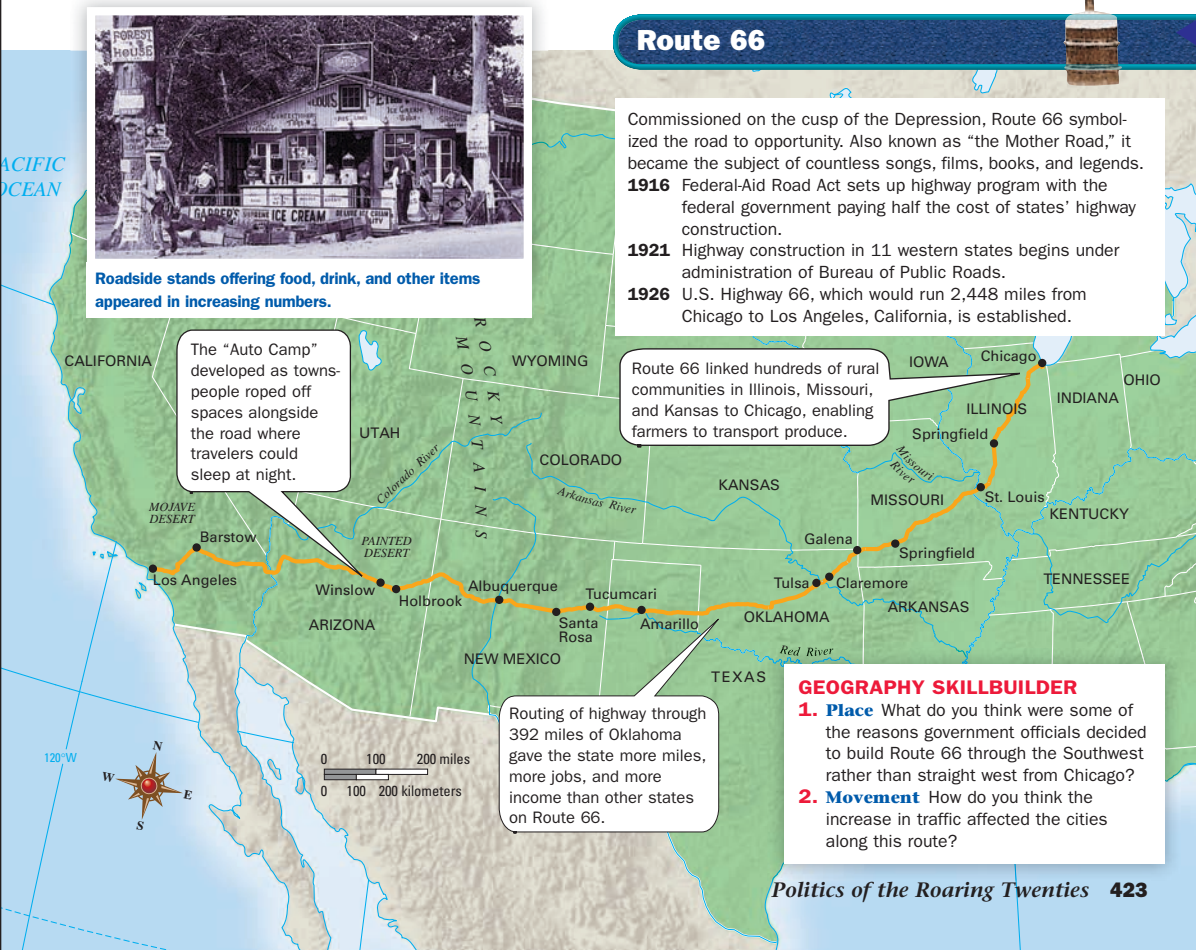 Route 66
FOREST
HOUSE
LOUIS
ICE CREAM
GARRER'S SUPREME ICE CREAM DE LUXE ICE CREAM
Roadside stands offering food, drink, and other items
appeared in increasing numbers.
Commissioned on the cusp of the Depression, Route 66 symbol-
ized the road to opportunity. Also known as “the Mother Road,” it
became the subject of countless songs, films, books, and legends.
1916 Federal-Aid Road Act sets up highway program with the
federal government paying half the cost of states’ highway
construction.
1921 Highway construction in 11 western states begins under
administration of Bureau of Public Roads.
1926 U.S. Highway 66, which would run 2,448 miles from
Chicago to Los Angeles, California, is established.
ACIFIC
OCEAN
The “Auto Camp”
developed as towns-
people roped off
spaces alongside
the road where
travelers could
sleep at night.
Route 66 linked hundreds of rural
communities in Illinois, Missouri,
and Kansas to Chicago, enabling
farmers to transport produce.
CALIFORNIA
UTAH
WYOMING
ROCKY
MOUNTAINS
COLORADO
Colorado River
Arkansas River
KANSAS
IOWA
Chicago
ILLINOIS
INDIANA
OHIO
Springfield
Missouri
River
MISSOURI
St. Louis
KENTUCKY
MOJAVE
DESERT
Barstow
Los Angeles
PAINTED
DESERT
Winslow
Holbrook
ARIZONA
Albuquerque
Santa
Rosa
Tucumcari
Amarillo
NEW MEXICO
Galena
Springfield
Tulsa
Claremore
OKLAHOMA
ARKANSAS
TENNESSEE
Red River
TEXAS
Routing of highway through
392 miles of Oklahoma
gave the state more miles,
more jobs, and more
income than other states
on Route 66.
120°W
N
W
E
S
0 100 200 miles
0 100 200 kilometers
GEOGRAPHY SKILLBUILDER
1. Place What do you think were some of
the reasons government officials decided
to build Route 66 through the Southwest
rather than straight west from Chicago?
2. Movement How do you think the
increase in traffic affected the cities
along this route?
Politics of the Roaring Twenties 423